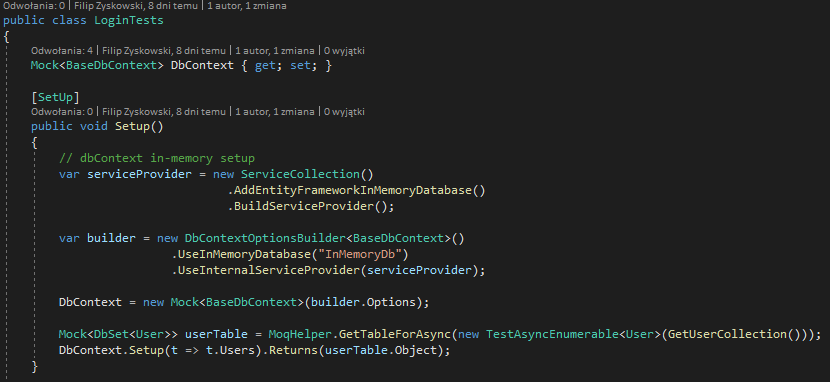 Odwołania: 0 | Filip Zyskowski, 8 dni temu | 1 autor, 1 zmiana
public class LoginTests
{
Odwołania: 4 | Filip Zyskowski, 8 dni temu | 1 autor, 1 zmiana | 0 wyjątki
Mock<BaseDbContext> DbContext { get; set; }
[SetUp]
Odwołania: 0 | Filip Zyskowski, 8 dni temu | 1 autor, 1 zmiana | 0 wyjątki
public void Setup()
{
// dbContext in-memory setup
var serviceProvider = new ServiceCollection()
.AddEntityFrameworkInMemoryDatabase()
.BuildServiceProvider();
var builder = new DbContextOptionsBuilder<BaseDbContext>()
.UseInMemoryDatabase("InMemoryDb")
.UseInternalServiceProvider(serviceProvider);
DbContext = new Mock<BaseDbContext>(builder.Options);
Mock<DbSet<User>> userTable = MoqHelper.GetTableForAsync(new TestAsyncEnumerable<User>(GetUserCollection()));
DbContext.Setup(t => t.Users).Returns(userTable.Object);
}